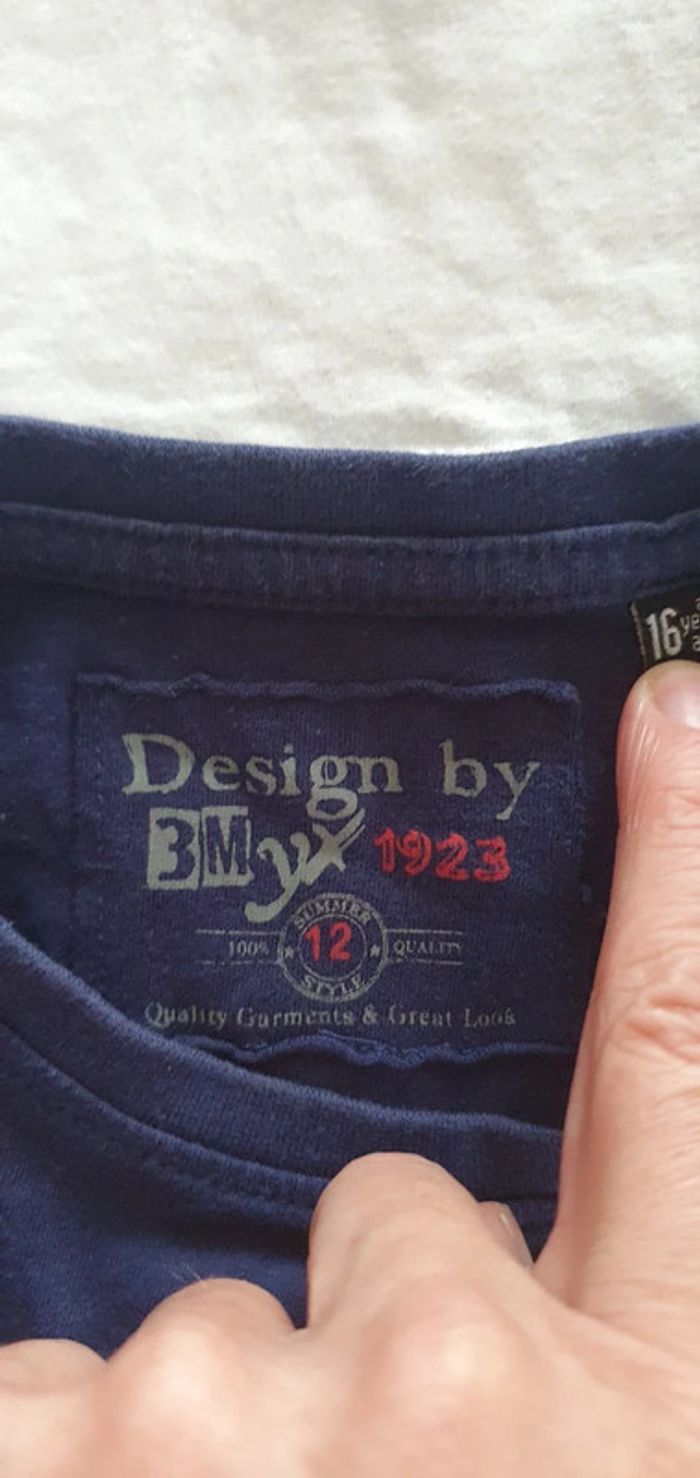 16
Design by
3Myx 1923
SUMMER
100% 12 QUALITY
STYLE
Quality Garments & Great Look